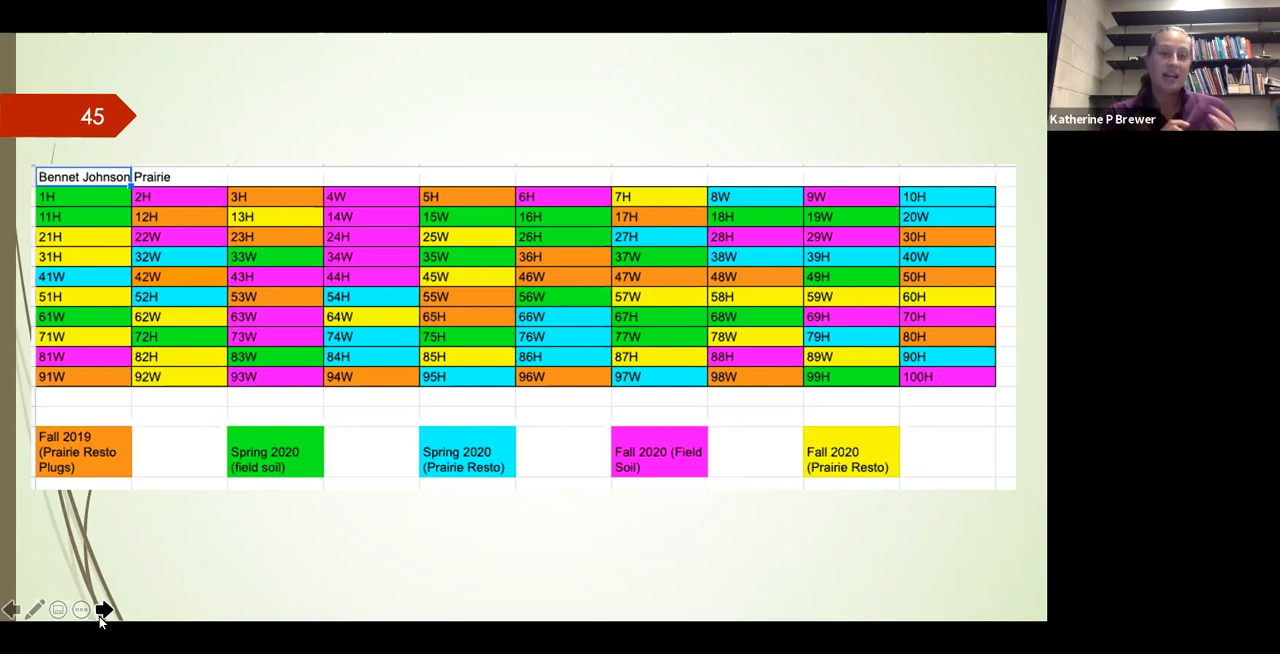 45
Katherine P Brewer
Bennet Johnson Prairie
1H 2H 3H 4W 5H 6H 7H 8W 9W 10H
11H 12H 13H 14W 15W 16H 17H 18H 19W 20W
21H 22W 23H 24H 25W 26H 27H 28H 29W 30H
31H 32W 33W 34W 35W 36H 37W 38W 39H 40W
41W 42W 43H 44H 45W 46W 47W 48W 49H 50H
51H 52H 53W 54H 55W 56W 57W 58H 59W 60H
61W 62W 63W 64W 65H 66W 67H 68W 69H 70H
71W 72H 73W 74W 75H 76W 77W 78W 79H 80H
81W 82H 83W 84H 85H 86H 87H 88H 89W 90H
91W 92W 93W 94W 95H 96W 97W 98W 99H 100H
Fall 2019
(Prairie Resto
Plugs)
Spring 2020
(field soil)
Spring 2020
(Prairie Resto)
Fall 2020 (Field
Soil)
Fall 2020
(Prairie Resto)